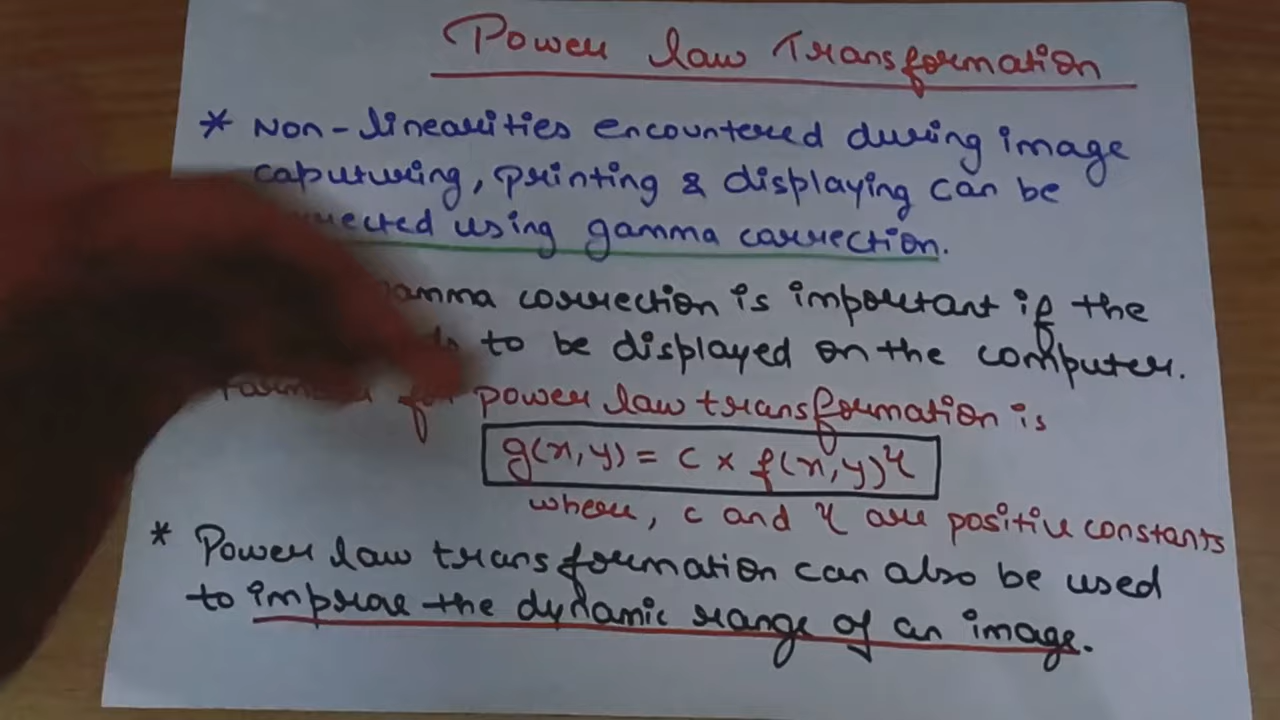 Power law Transformation
* Non-linearities encountered during image
caputuring, printing & displaying can be
using gamma correction.
gamma correction is important if the
to be displayed on the computer.
for power law transformation is
g(x,y) = c × f(x,y)^γ
where, c and γ are positive constants
* Power law transformation can also be used
to improve the dynamic range of an image.